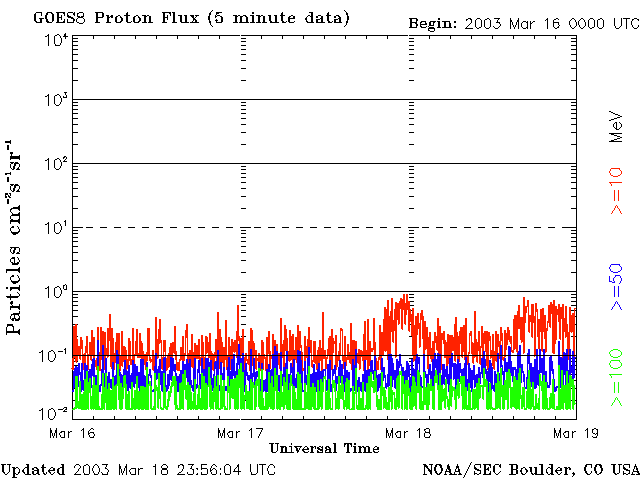 GOES8 Proton Flux (5 minute data)
Begin: 2003 Mar 16 0000 UTC
Particles cm⁻²s⁻¹sr⁻¹
10⁴
10³
10²
10¹
10⁰
10⁻¹
10⁻²
MeV
>=10
>=50
>=100
Mar 16 Mar 17 Mar 18 Mar 19
Universal Time
Updated 2003 Mar 18 23:56:04 UTC
NOAA/SEC Boulder, CO USA